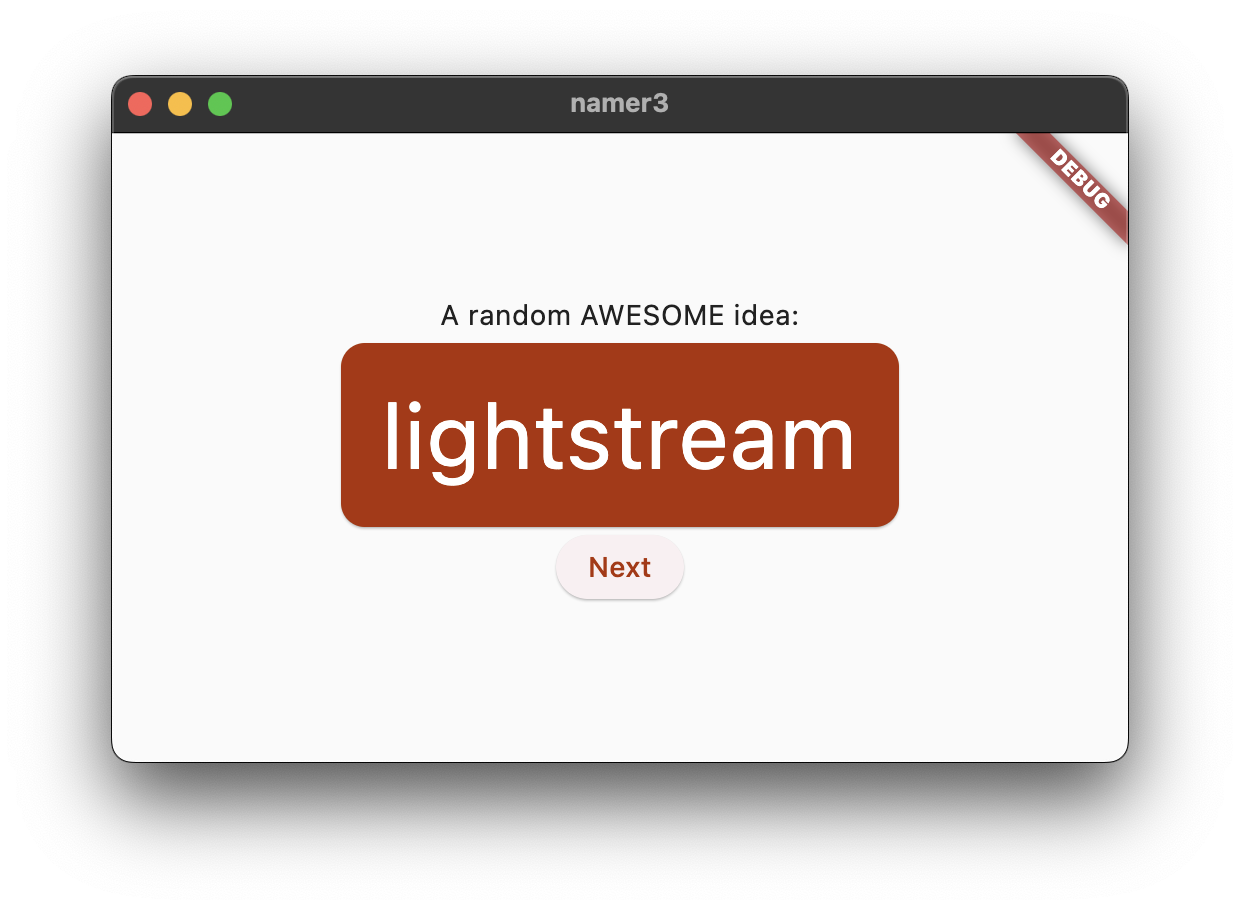 namer3
DEBUG
A random AWESOME idea:
lightstream
Next